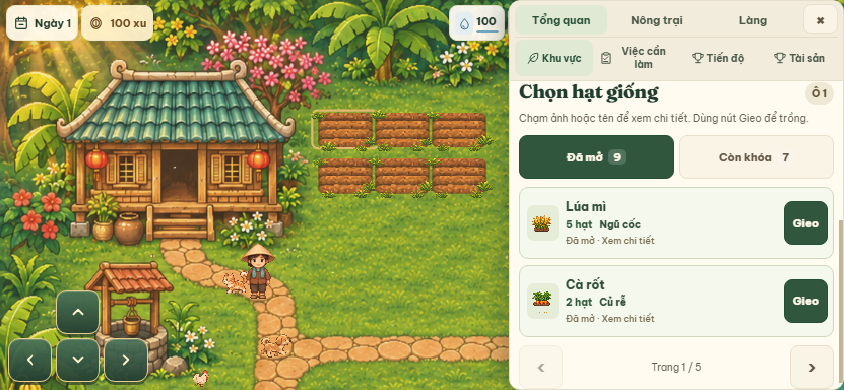 Ngày 1
100 xu
100
Tổng quan
Nông trại
Làng
Khu vực
Việc cần
làm
Tiến độ
Tài sản
Chọn hạt giống
Ô 1
Chạm ảnh hoặc tên để xem chi tiết. Dùng nút Gieo để trồng.
Đã mở 9
Còn khóa 7
Lúa mì
5 hạt Ngũ cốc
Đã mở · Xem chi tiết
Gieo
Cà rốt
2 hạt Củ rễ
Đã mở · Xem chi tiết
Gieo
Trang 1 / 5